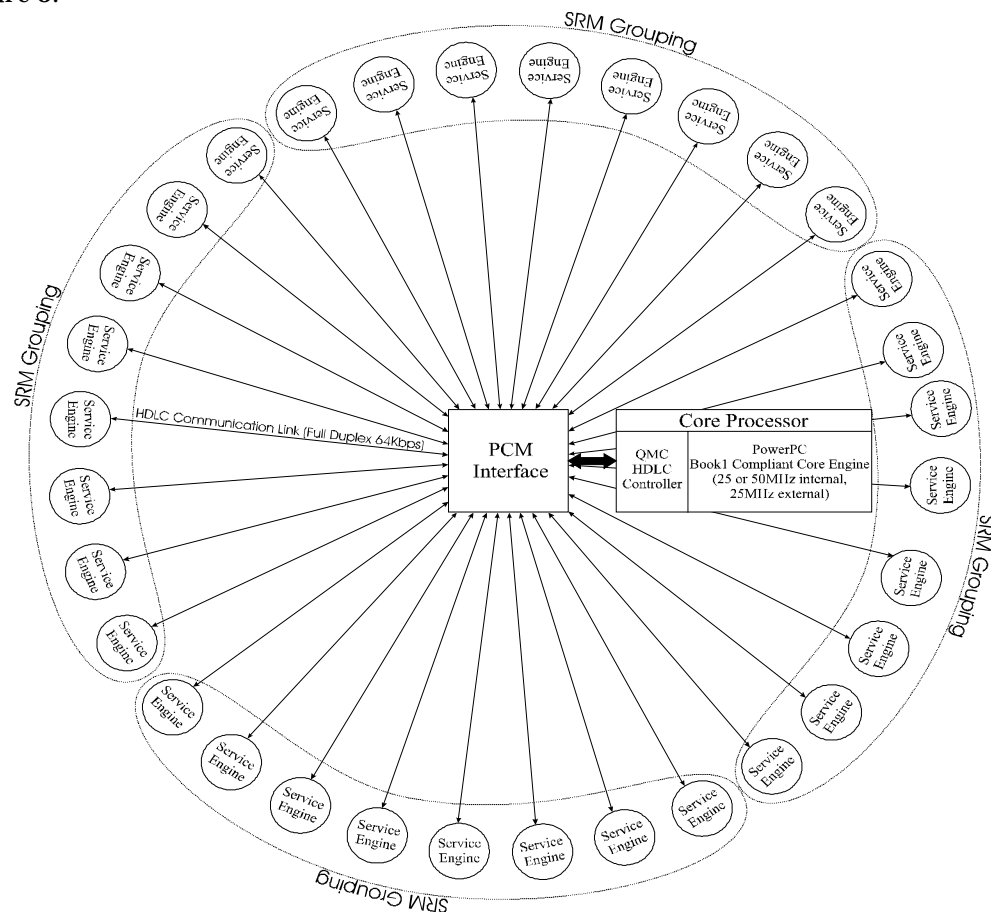 SRM Grouping
Service
Engine
Service
Engine
Service
Engine
Service
Engine
Service
Engine
Service
Engine
Service
Engine
Service
Engine
SRM Grouping
Service
Engine
Service
Engine
Service
Engine
Service
Engine
Service
Engine
Service
Engine
Service
Engine
Service
Engine
HDLC Communication Link (Full Duplex 64Kbps)
PCM
Interface
Core Processor
QMC
HDLC
Controller
PowerPC
Book1 Compliant Core Engine
(25 or 50MHz internal,
25MHz external)
SRM Grouping
Service
Engine
Service
Engine
Service
Engine
Service
Engine
Service
Engine
Service
Engine
Service
Engine
Service
Engine
Service
Engine
Service
Engine
Service
Engine
Service
Engine
Service
Engine
Service
Engine
Service
Engine
Service
Engine
SRM Grouping